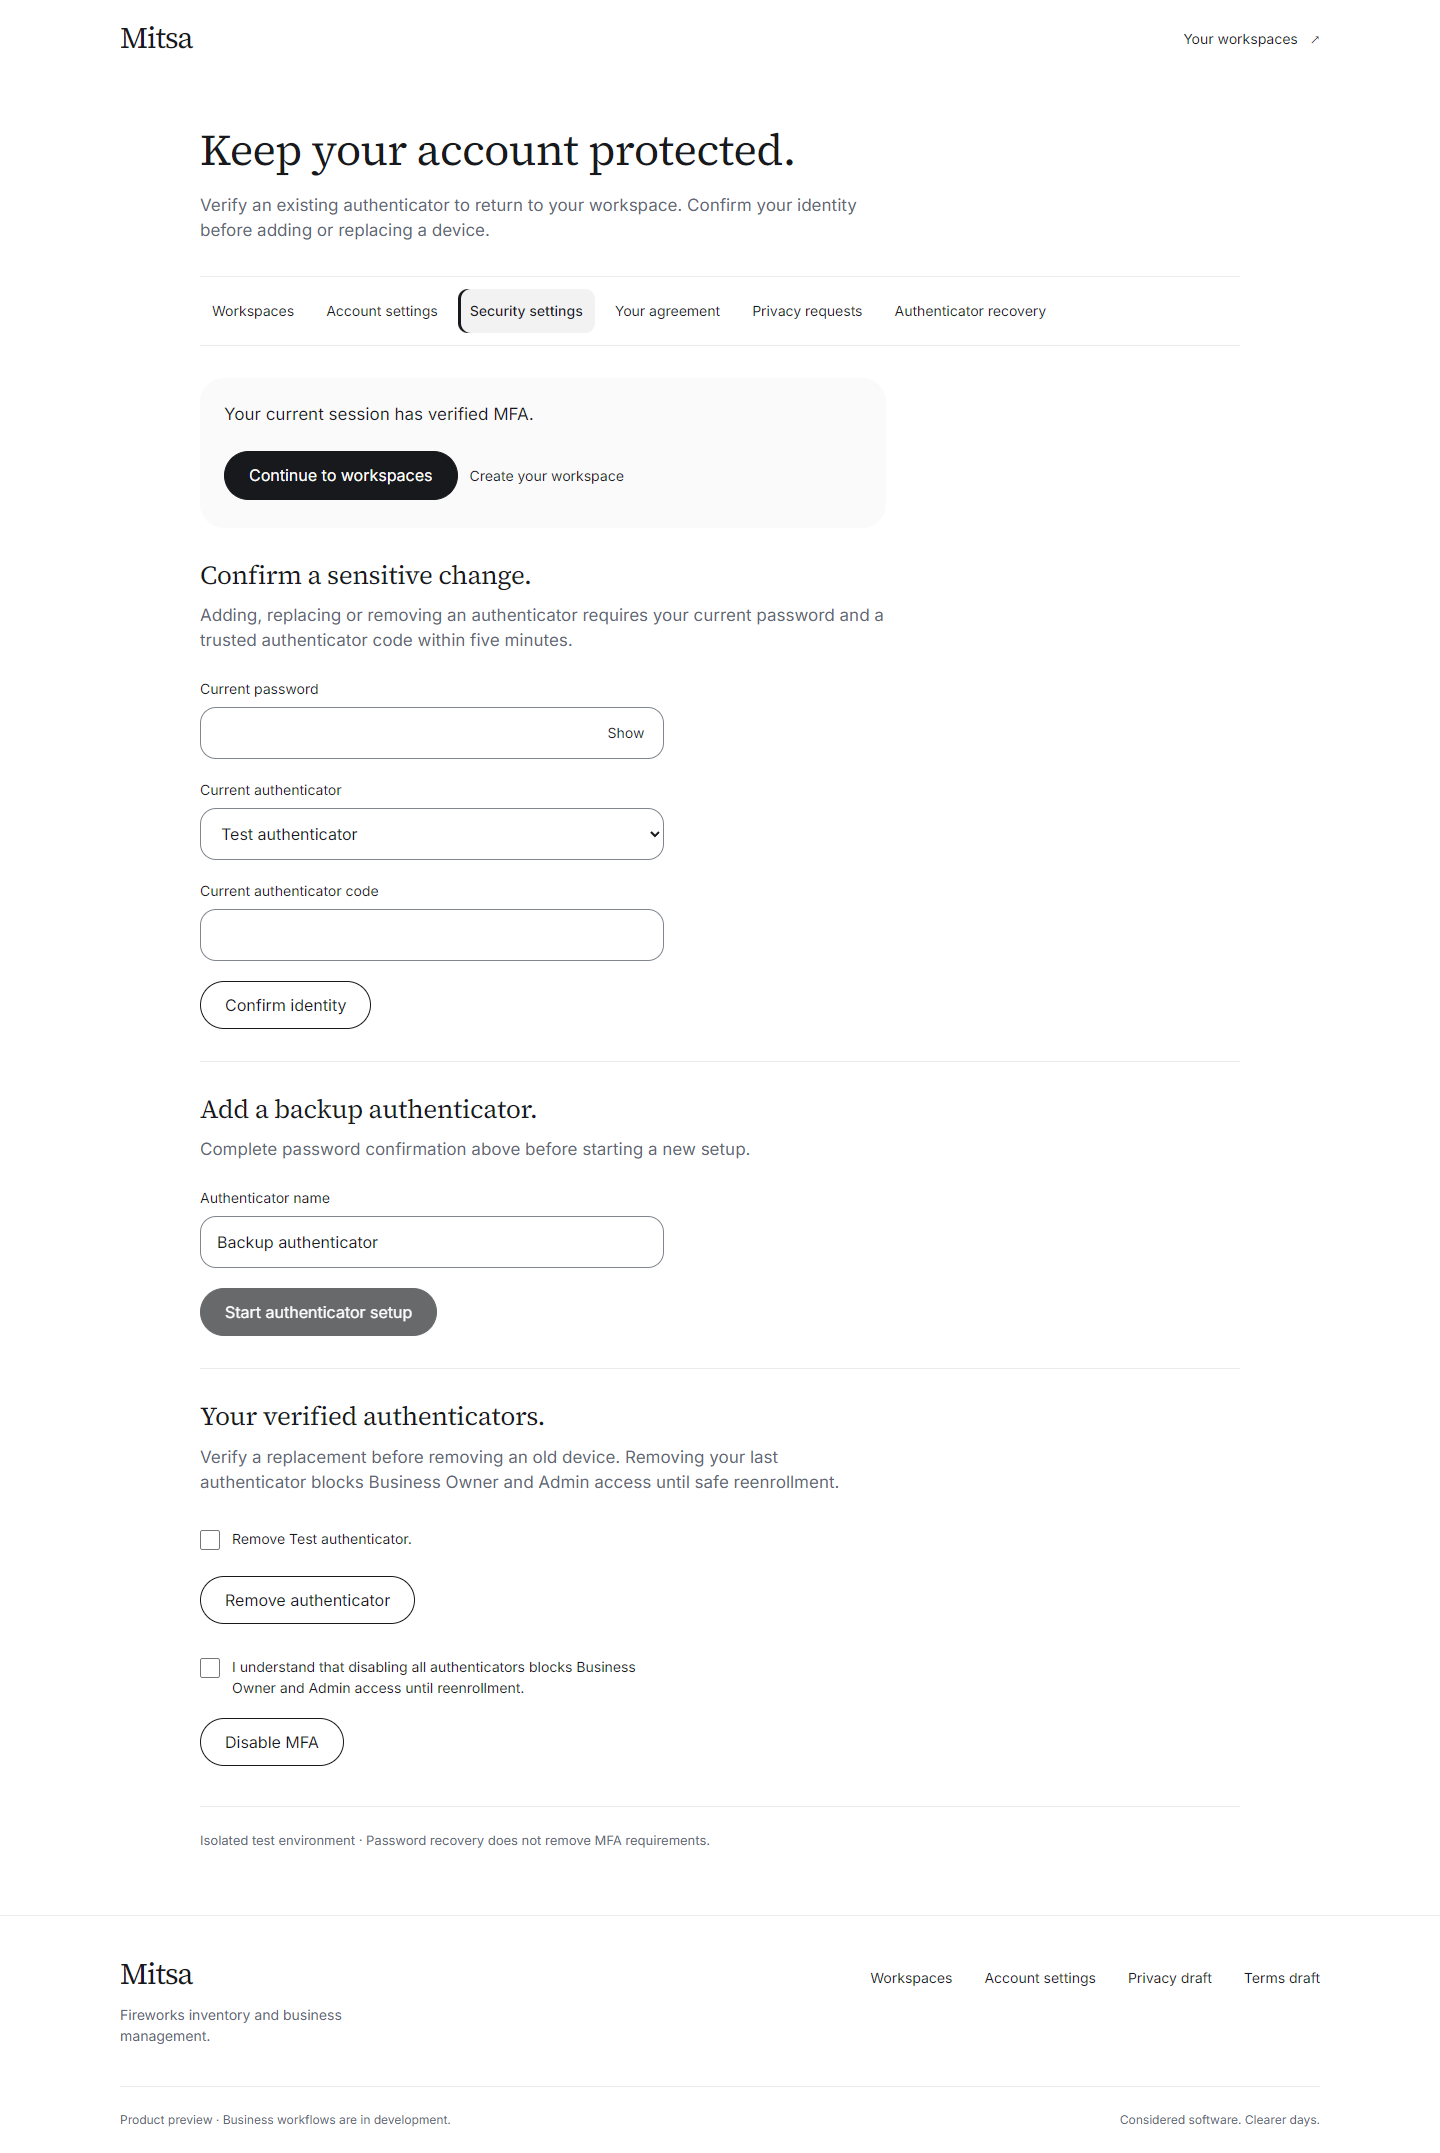 Mitsa
Your workspaces ↗
Keep your account protected.
Verify an existing authenticator to return to your workspace. Confirm your identity
before adding or replacing a device.
Workspaces
Account settings
Security settings
Your agreement
Privacy requests
Authenticator recovery
Your current session has verified MFA.
Continue to workspaces
Create your workspace
Confirm a sensitive change.
Adding, replacing or removing an authenticator requires your current password and a
trusted authenticator code within five minutes.
Current password
Show
Current authenticator
Test authenticator
Current authenticator code
Confirm identity
Add a backup authenticator.
Complete password confirmation above before starting a new setup.
Authenticator name
Backup authenticator
Start authenticator setup
Your verified authenticators.
Verify a replacement before removing an old device. Removing your last
authenticator blocks Business Owner and Admin access until safe reenrollment.
Remove Test authenticator.
Remove authenticator
I understand that disabling all authenticators blocks Business
Owner and Admin access until reenrollment.
Disable MFA
Isolated test environment · Password recovery does not remove MFA requirements.
Mitsa
Workspaces
Account settings
Privacy draft
Terms draft
Fireworks inventory and business
management.
Product preview · Business workflows are in development.
Considered software. Clearer days.